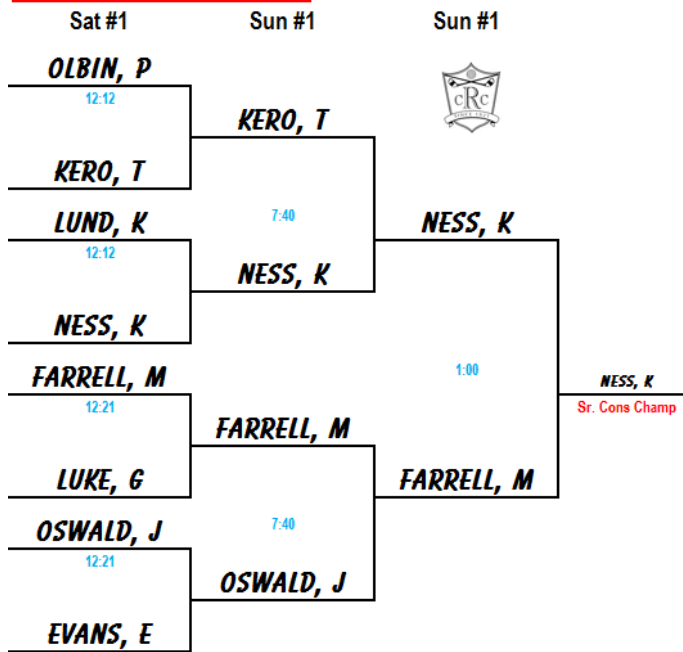 Sat #1 Sun #1 Sun #1
OLBIN, P
12:12
KERO, T
KERO, T
LUND, K
7:40
NESS, K
12:12
NESS, K
NESS, K
FARRELL, M
1:00
NESS, K
12:21
Sr. Cons Champ
FARRELL, M
LUKE, G
FARRELL, M
OSWALD, J
7:40
12:21
OSWALD, J
EVANS, E
cRc